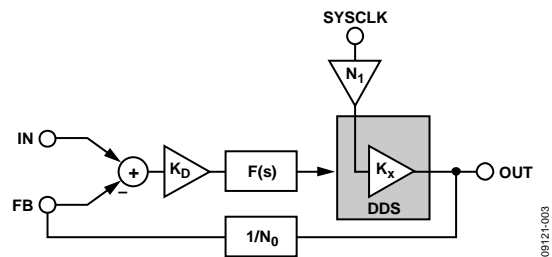 SYSCLK
N1
IN
+
−
KD
F(s)
Kx
OUT
DDS
FB
1/N0
09121-003